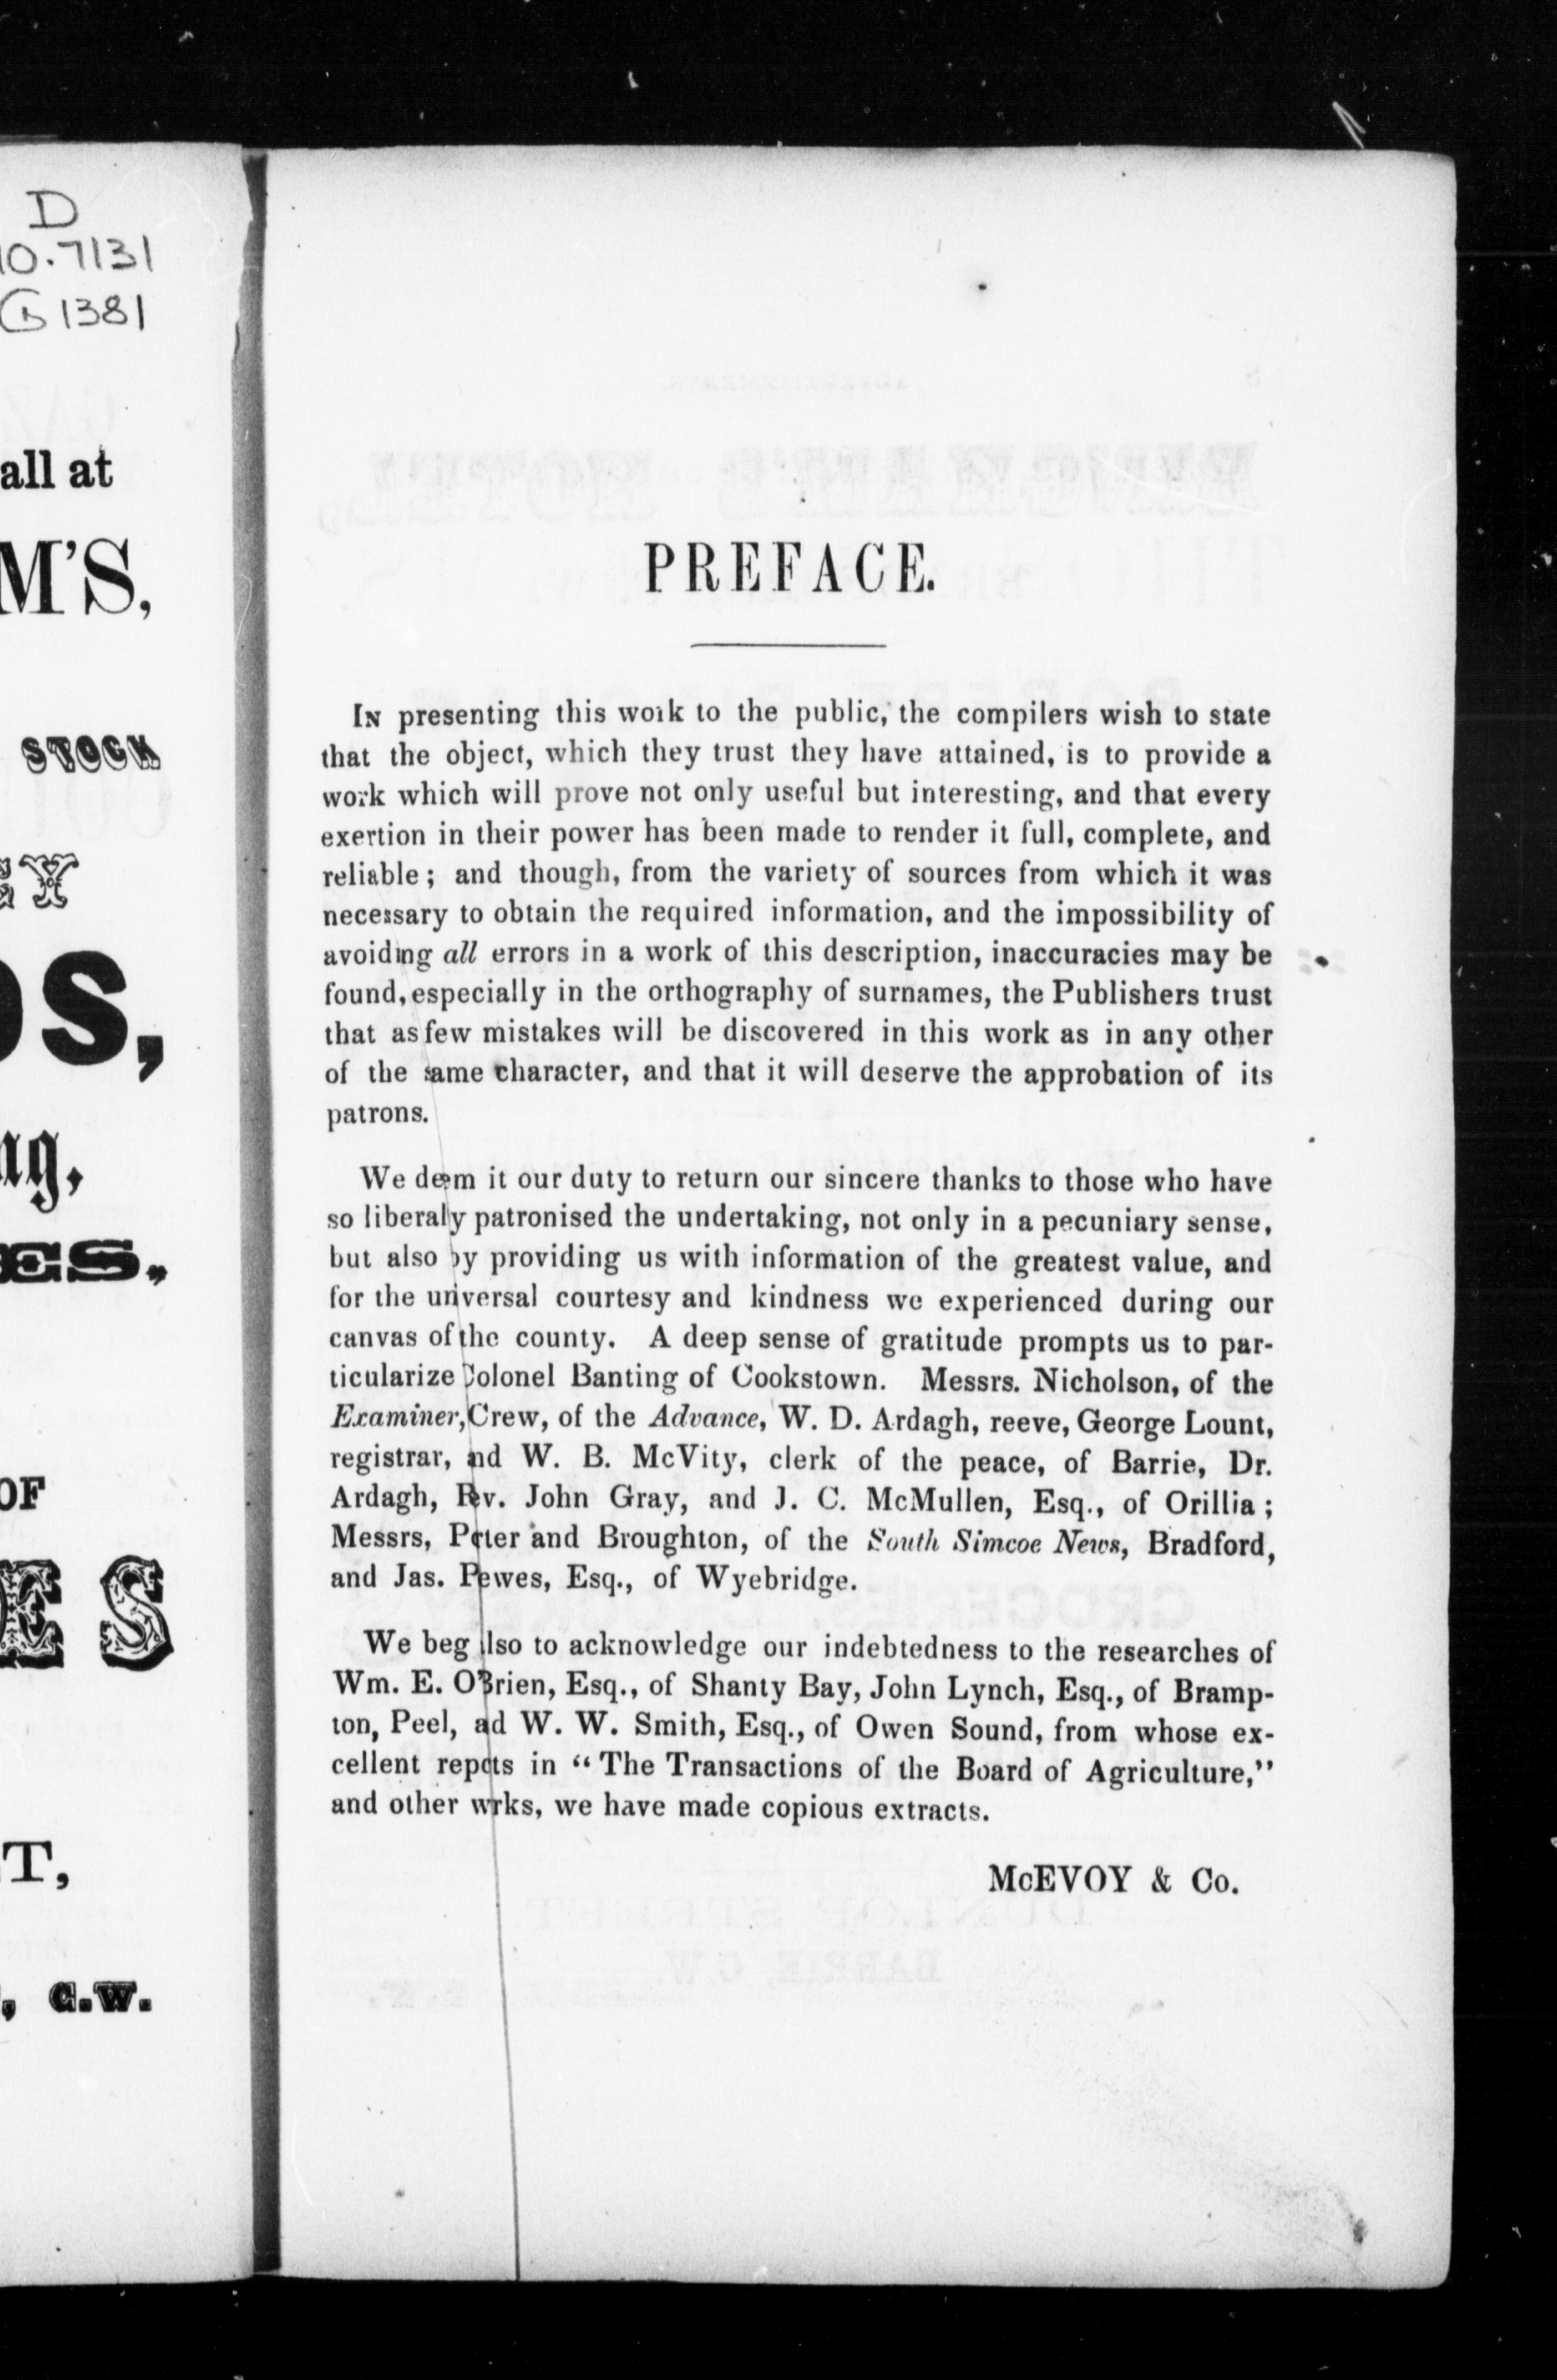 D
10.7131
B 1381
all at
M'S,
STOCK
GY
OS,
ng,
ES.
OF
ES
T,
C.W.
PREFACE.
IN presenting this work to the public, the compilers wish to state
that the object, which they trust they have attained, is to provide a
work which will prove not only useful but interesting, and that every
exertion in their power has been made to render it full, complete, and
reliable; and though, from the variety of sources from which it was
necessary to obtain the required information, and the impossibility of
avoiding all errors in a work of this description, inaccuracies may be
found, especially in the orthography of surnames, the Publishers trust
that as few mistakes will be discovered in this work as in any other
of the same character, and that it will deserve the approbation of its
patrons.
We deem it our duty to return our sincere thanks to those who have
so liberaly patronised the undertaking, not only in a pecuniary sense,
but also by providing us with information of the greatest value, and
for the universal courtesy and kindness we experienced during our
canvas of the county. A deep sense of gratitude prompts us to par-
ticularize Colonel Banting of Cookstown. Messrs. Nicholson, of the
Examiner, Crew, of the Advance, W. D. Ardagh, reeve, George Lount,
registrar, and W. B. McVity, clerk of the peace, of Barrie, Dr.
Ardagh, Rev. John Gray, and J. C. McMullen, Esq., of Orillia;
Messrs, Porter and Broughton, of the South Simcoe News, Bradford,
and Jas. Pewes, Esq., of Wyebridge.
We beg also to acknowledge our indebtedness to the researches of
Wm. E. O'Brien, Esq., of Shanty Bay, John Lynch, Esq., of Bramp-
ton, Peel, and W. W. Smith, Esq., of Owen Sound, from whose ex-
cellent reports in "The Transactions of the Board of Agriculture,"
and other works, we have made copious extracts.
McEVOY & Co.